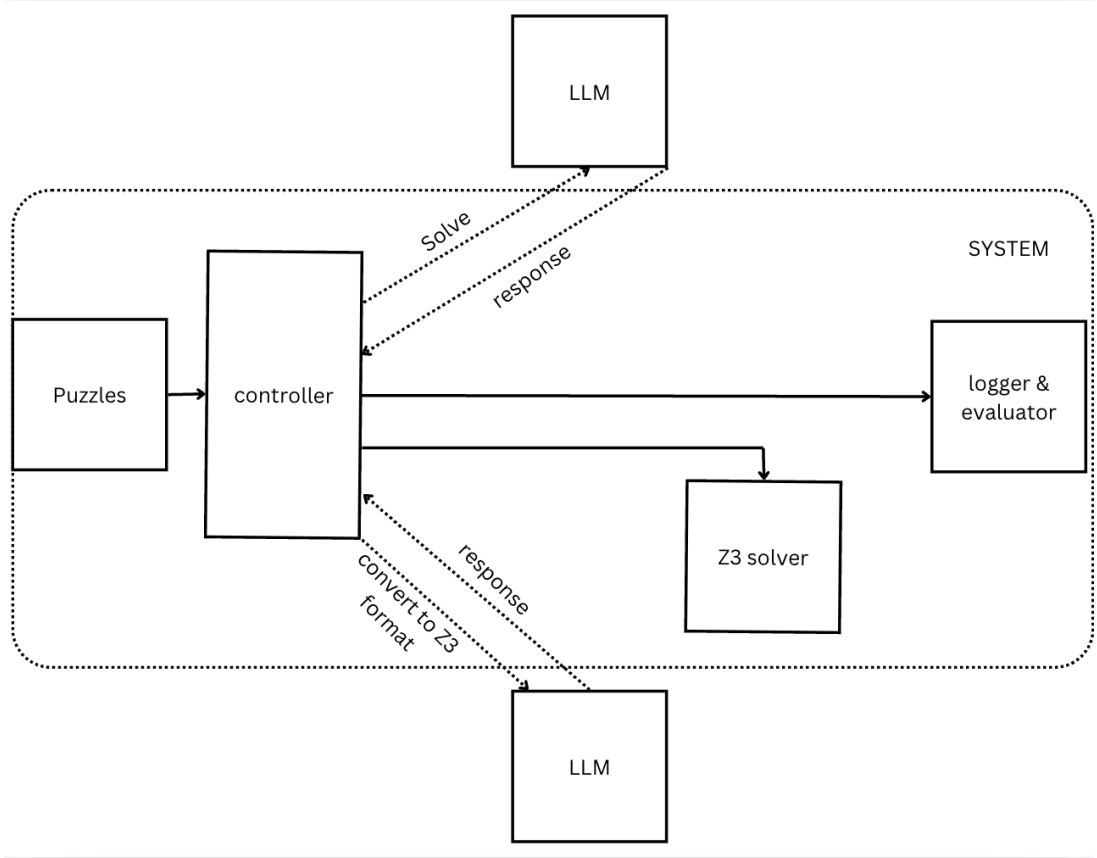 LLM
Solve
response
SYSTEM
Puzzles
controller
logger &
evaluator
response
convert to Z3
format
Z3 solver
LLM